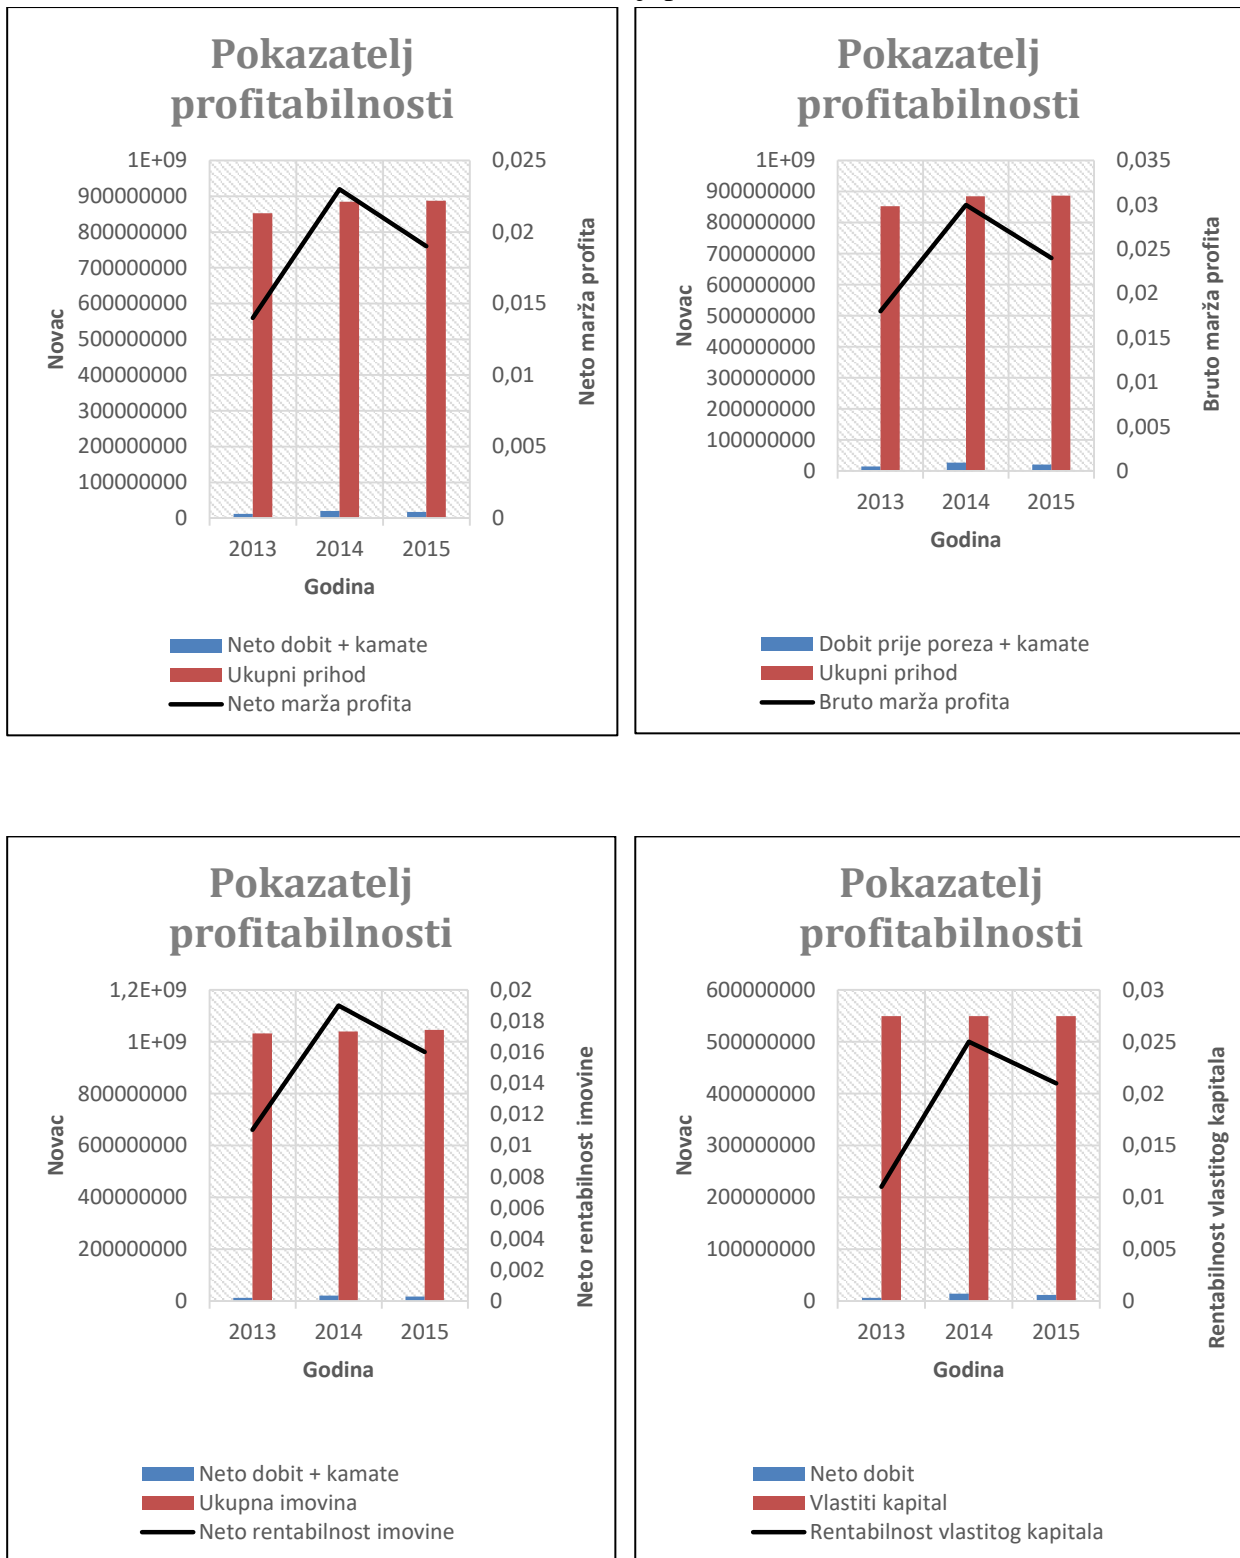 Pokazatelj
profitabilnosti
1E+09
900000000
800000000
700000000
600000000
500000000
400000000
300000000
200000000
100000000
0
Novac
0,025
0,02
0,015
0,01
0,005
0
Neto marža profita
2013 2014 2015
Godina
Neto dobit + kamate
Ukupni prihod
Neto marža profita
Pokazatelj
profitabilnosti
1E+09
900000000
800000000
700000000
600000000
500000000
400000000
300000000
200000000
100000000
0
Novac
0,035
0,03
0,025
0,02
0,015
0,01
0,005
0
Bruto marža profita
2013 2014 2015
Godina
Dobit prije poreza + kamate
Ukupni prihod
Bruto marža profita
Pokazatelj
profitabilnosti
1,2E+09
1E+09
800000000
600000000
400000000
200000000
0
Novac
0,02
0,018
0,016
0,014
0,012
0,01
0,008
0,006
0,004
0,002
0
Neto rentabilnost imovine
2013 2014 2015
Godina
Neto dobit + kamate
Ukupna imovina
Neto rentabilnost imovine
Pokazatelj
profitabilnosti
600000000
500000000
400000000
300000000
200000000
100000000
0
Novac
0,03
0,025
0,02
0,015
0,01
0,005
0
Rentabilnost vlastitog kapitala
2013 2014 2015
Godina
Neto dobit
Vlastiti kapital
Rentabilnost vlastitog kapitala